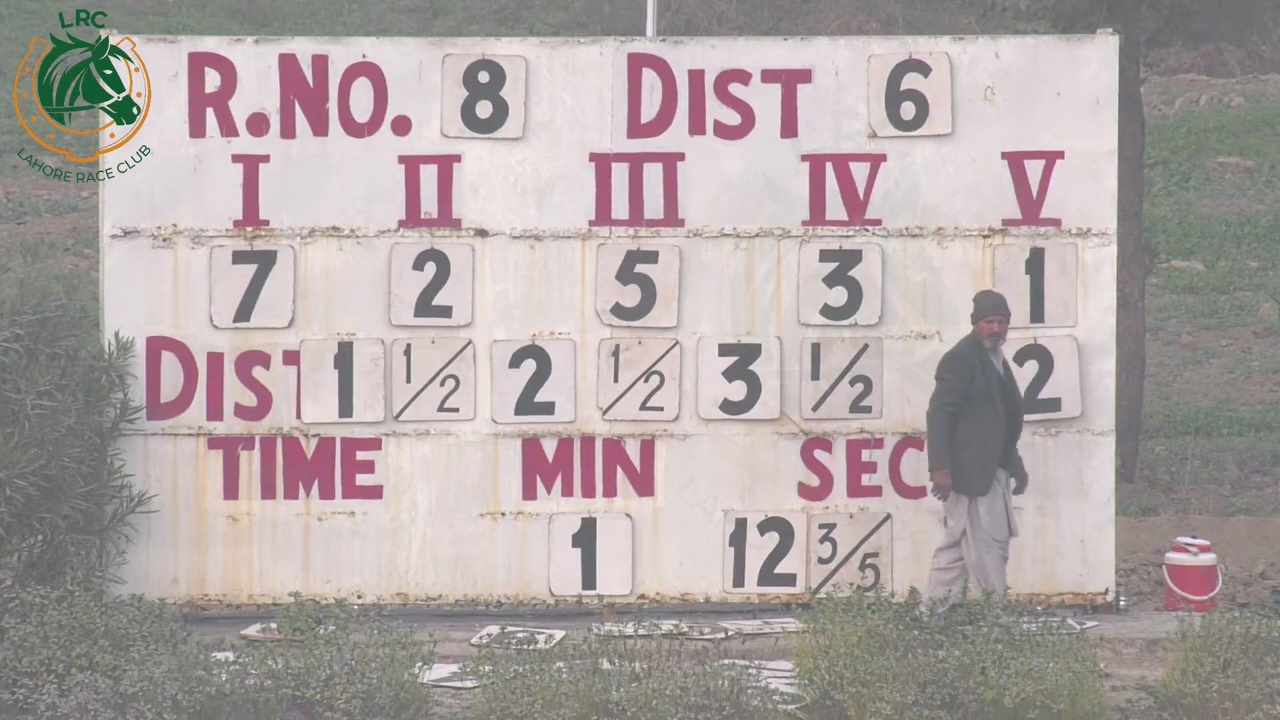 LRC
LAHORE RACE CLUB
R.NO. 8 DIST 6
I II III IV V
7 2 5 3 1
DIST 1 1/2 2 1/2 3 1/2 2
TIME MIN SEC
1 12 3/5